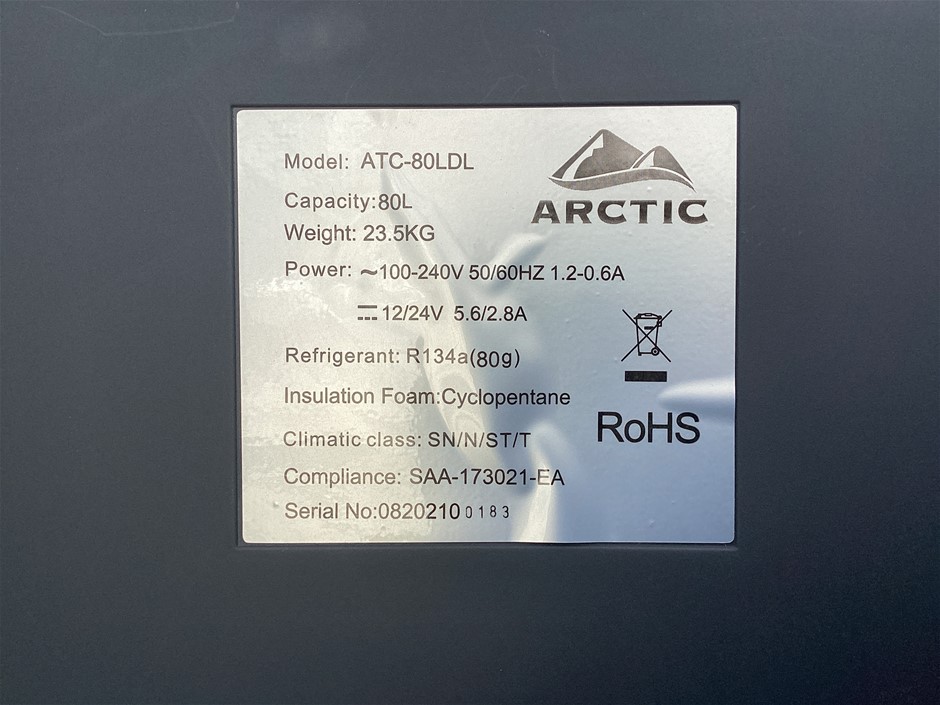 Model: ATC-80LDL
ARCTIC
Capacity:80L
Weight: 23.5KG
Power: ~100-240V 50/60HZ 1.2-0.6A
⎓12/24V 5.6/2.8A
Refrigerant: R134a(80g)
Insulation Foam:Cyclopentane
RoHS
Climatic class: SN/N/ST/T
Compliance: SAA-173021-EA
Serial No:08202100183